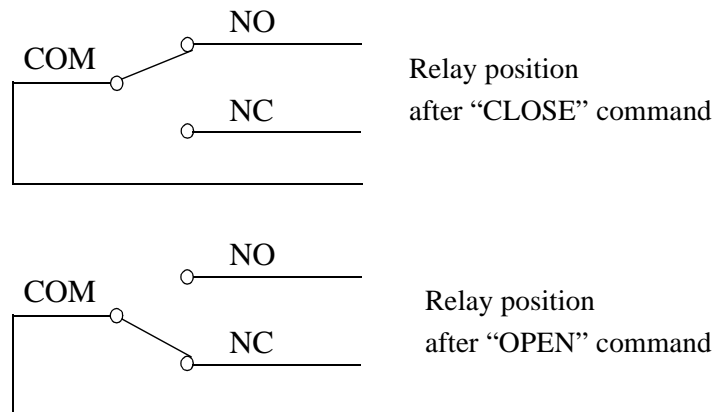 NO
COM
NC
Relay position
after “CLOSE” command
NO
COM
NC
Relay position
after “OPEN” command